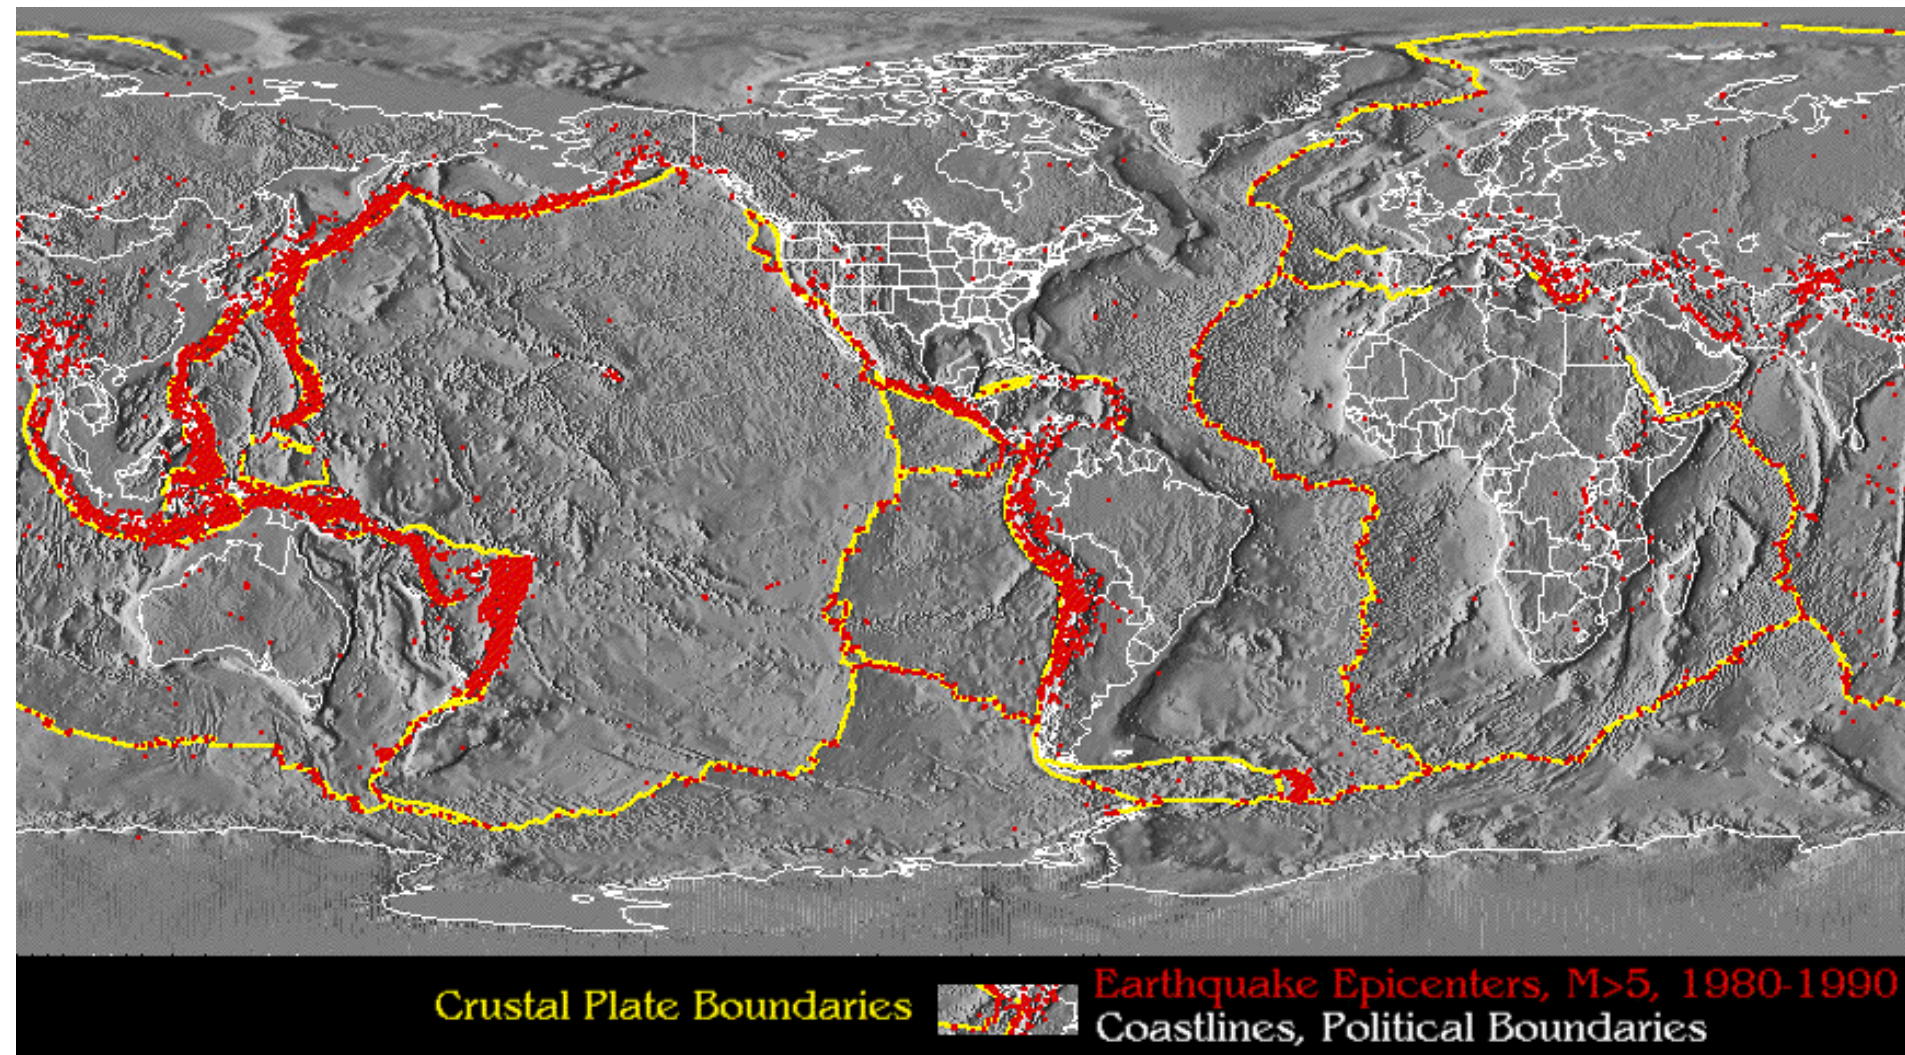 Crustal Plate Boundaries
Earthquake Epicenters, M>5, 1980-1990
Coastlines, Political Boundaries